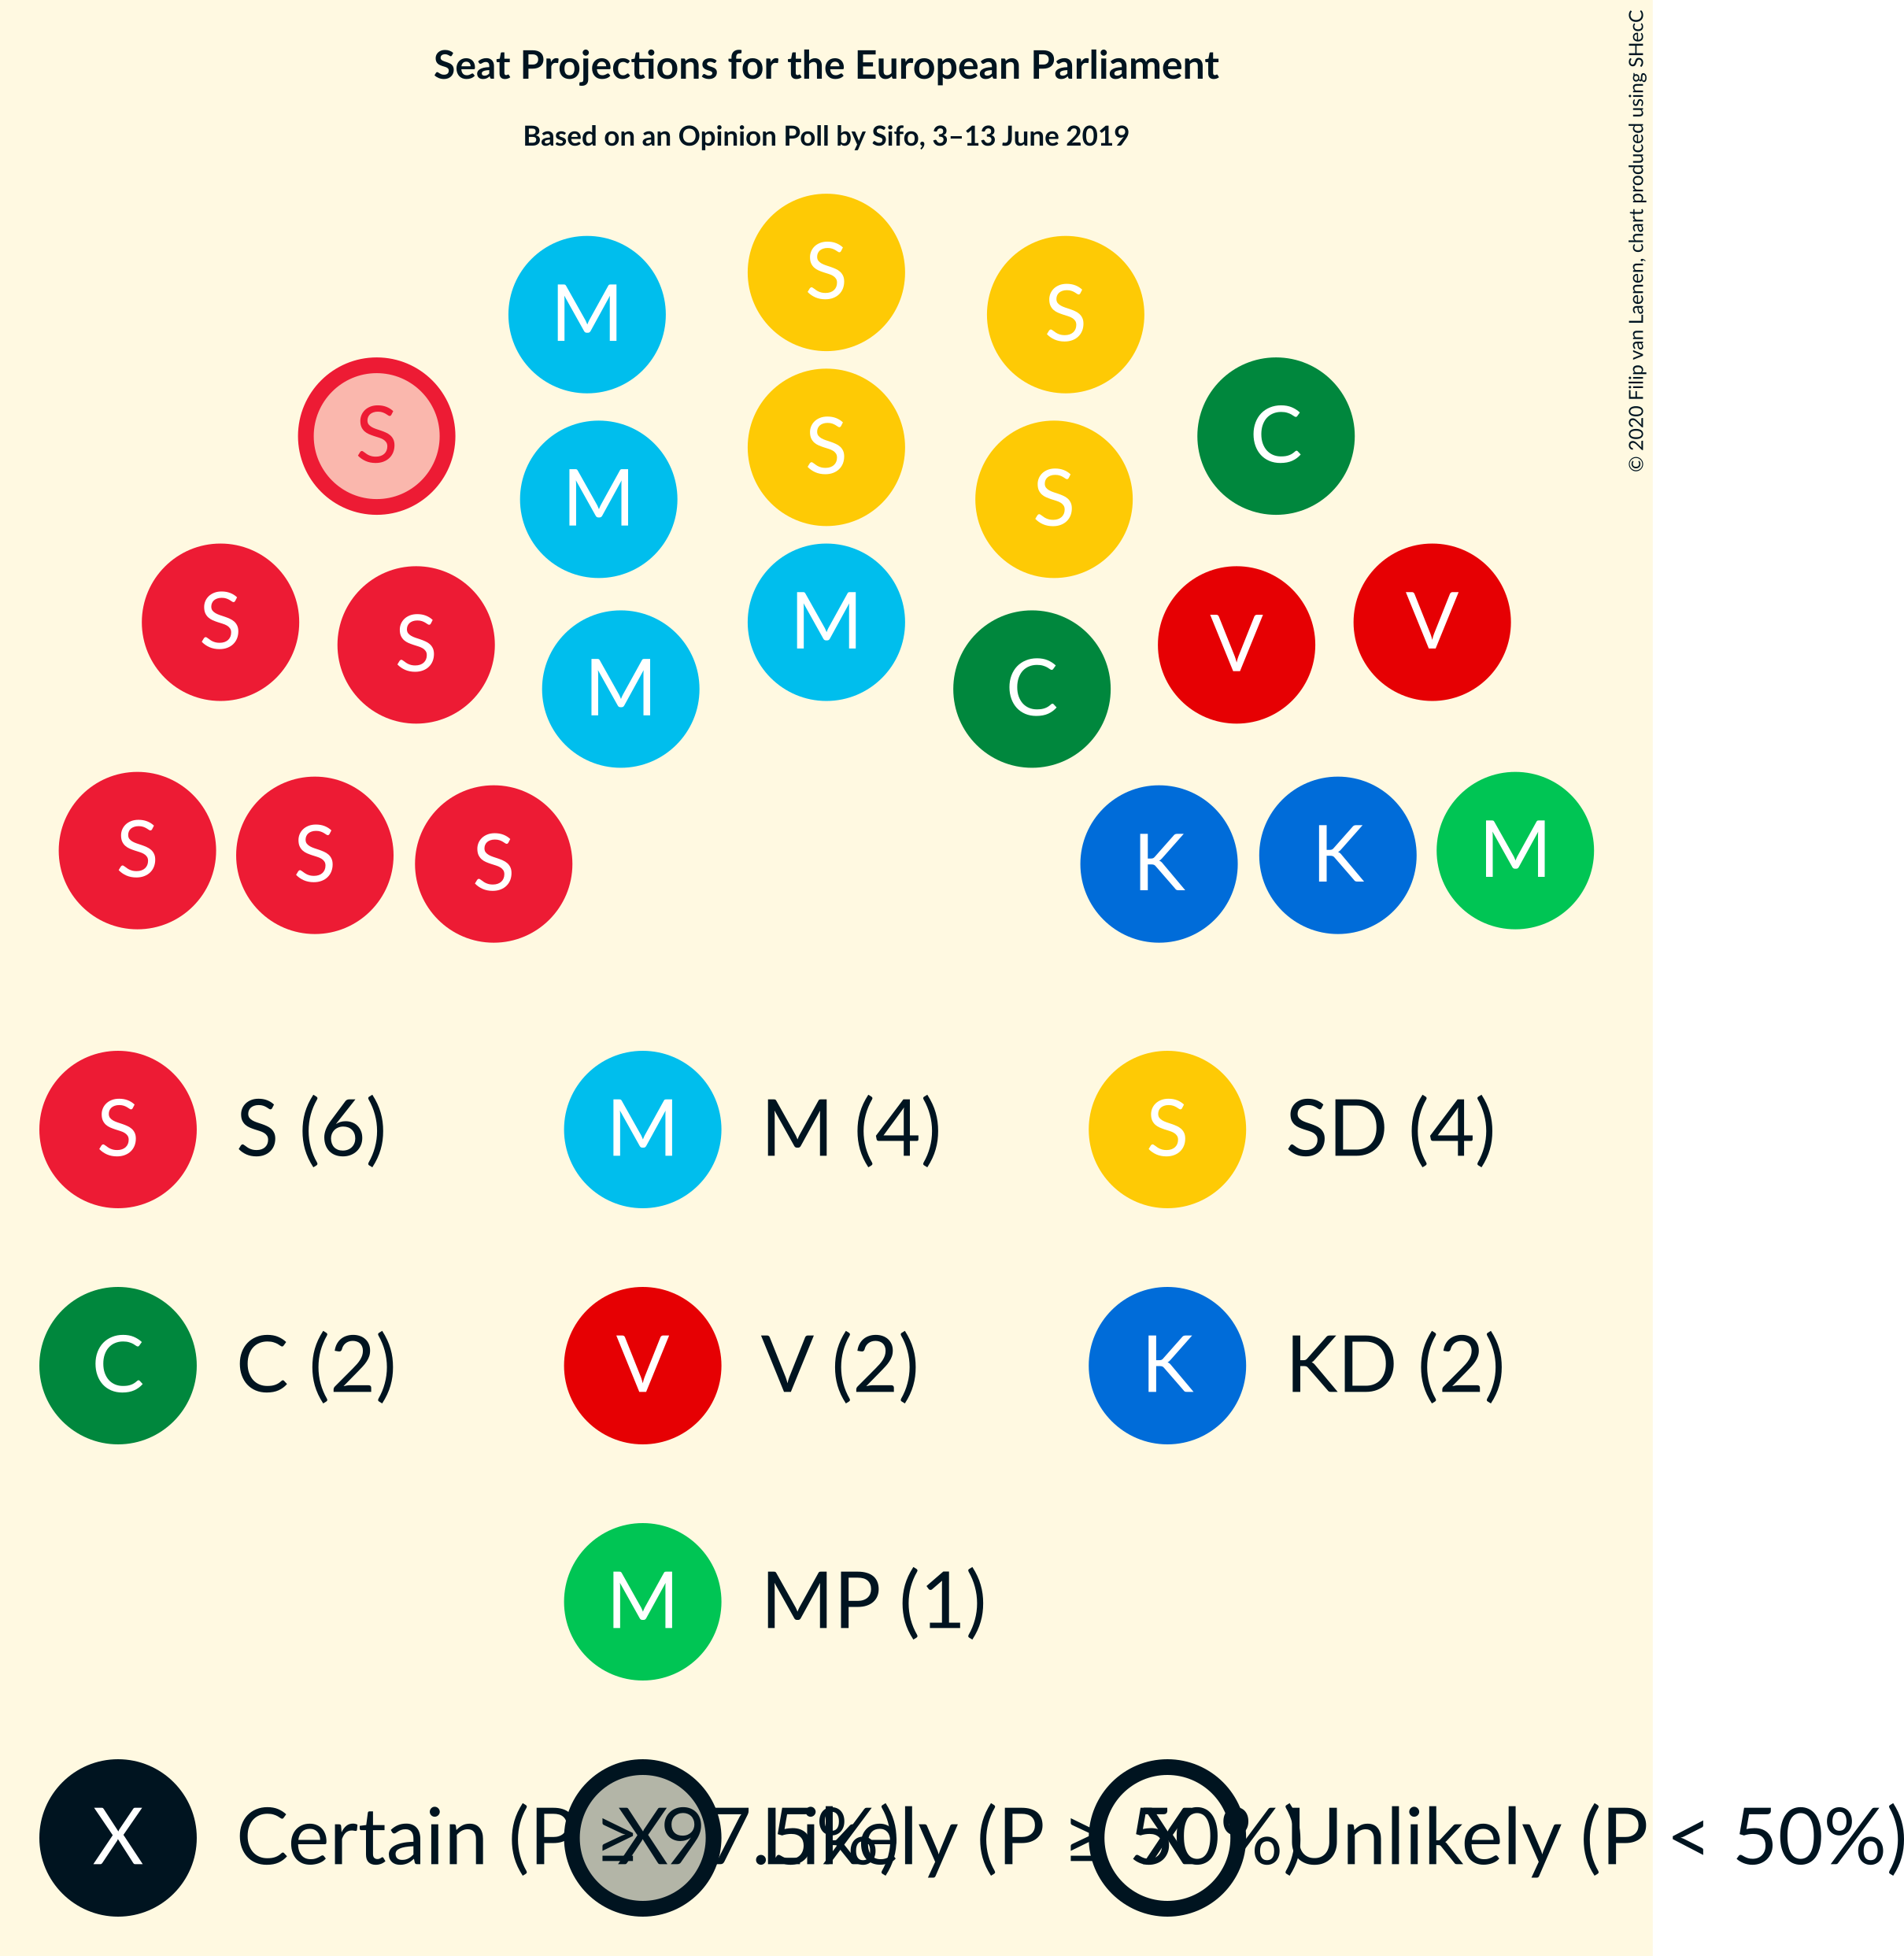 Seat Projections for the European Parliament
Based on an Opinion Poll by Sifo, 3–13 June 2019
© 2020 Filip van Laenen, chart produced using SHecC
S
M S
S C
M S
S
S S M M V V
M C
S S S K K M
S S (6) M M (4) S SD (4)
C C (2) V V (2) K KD (2)
M MP (1)
X Certain (P ≥ 97.5%) X Likely (P ≥ 50%) X Unlikely (P < 50%)